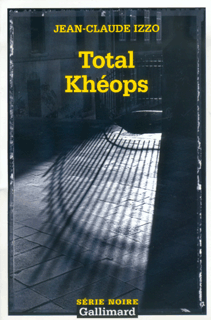 JEAN-CLAUDE IZZO
Total
Khéops
SÉRIE NOIRE
Gallimard